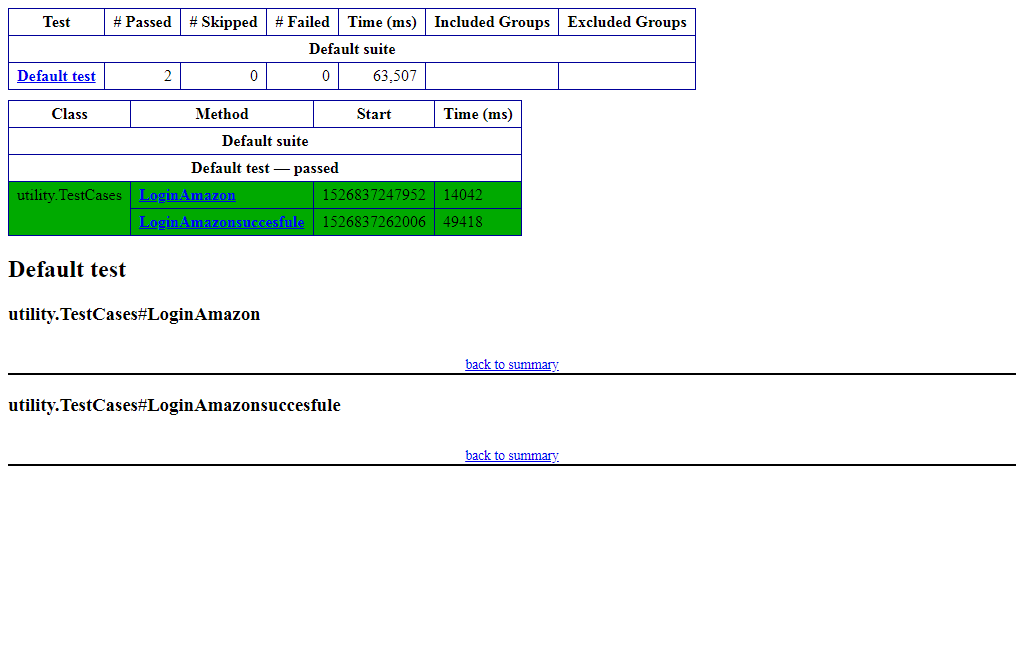 Test # Passed # Skipped # Failed Time (ms) Included Groups Excluded Groups
Default suite
Default test 2 0 0 63,507
Class Method Start Time (ms)
Default suite
Default test — passed
utility.TestCases LoginAmazon 1526837247952 14042
LoginAmazonsuccesfule 1526837262006 49418
Default test
utility.TestCases#LoginAmazon
back to summary
utility.TestCases#LoginAmazonsuccesfule
back to summary